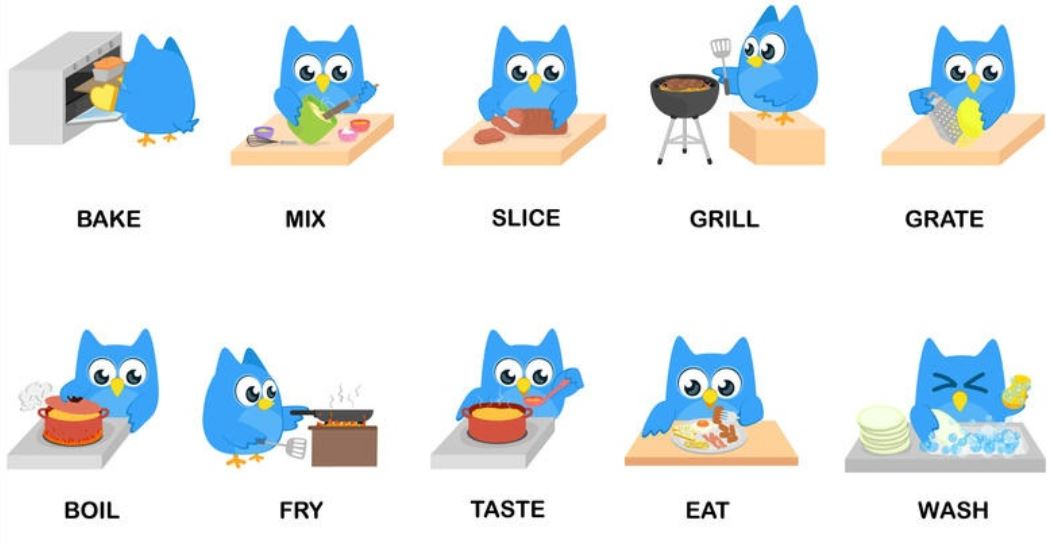 BAKE MIX SLICE GRILL GRATE
BOIL FRY TASTE EAT WASH